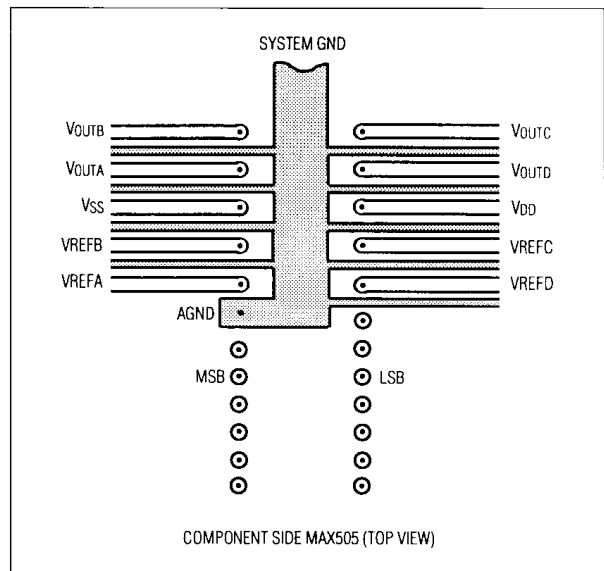 SYSTEM GND
VOUTB VOUTC
VOUTA VOUTD
VSS VDD
VREFB VREFC
VREFA VREFD
AGND
MSB LSB
COMPONENT SIDE MAX505 (TOP VIEW)